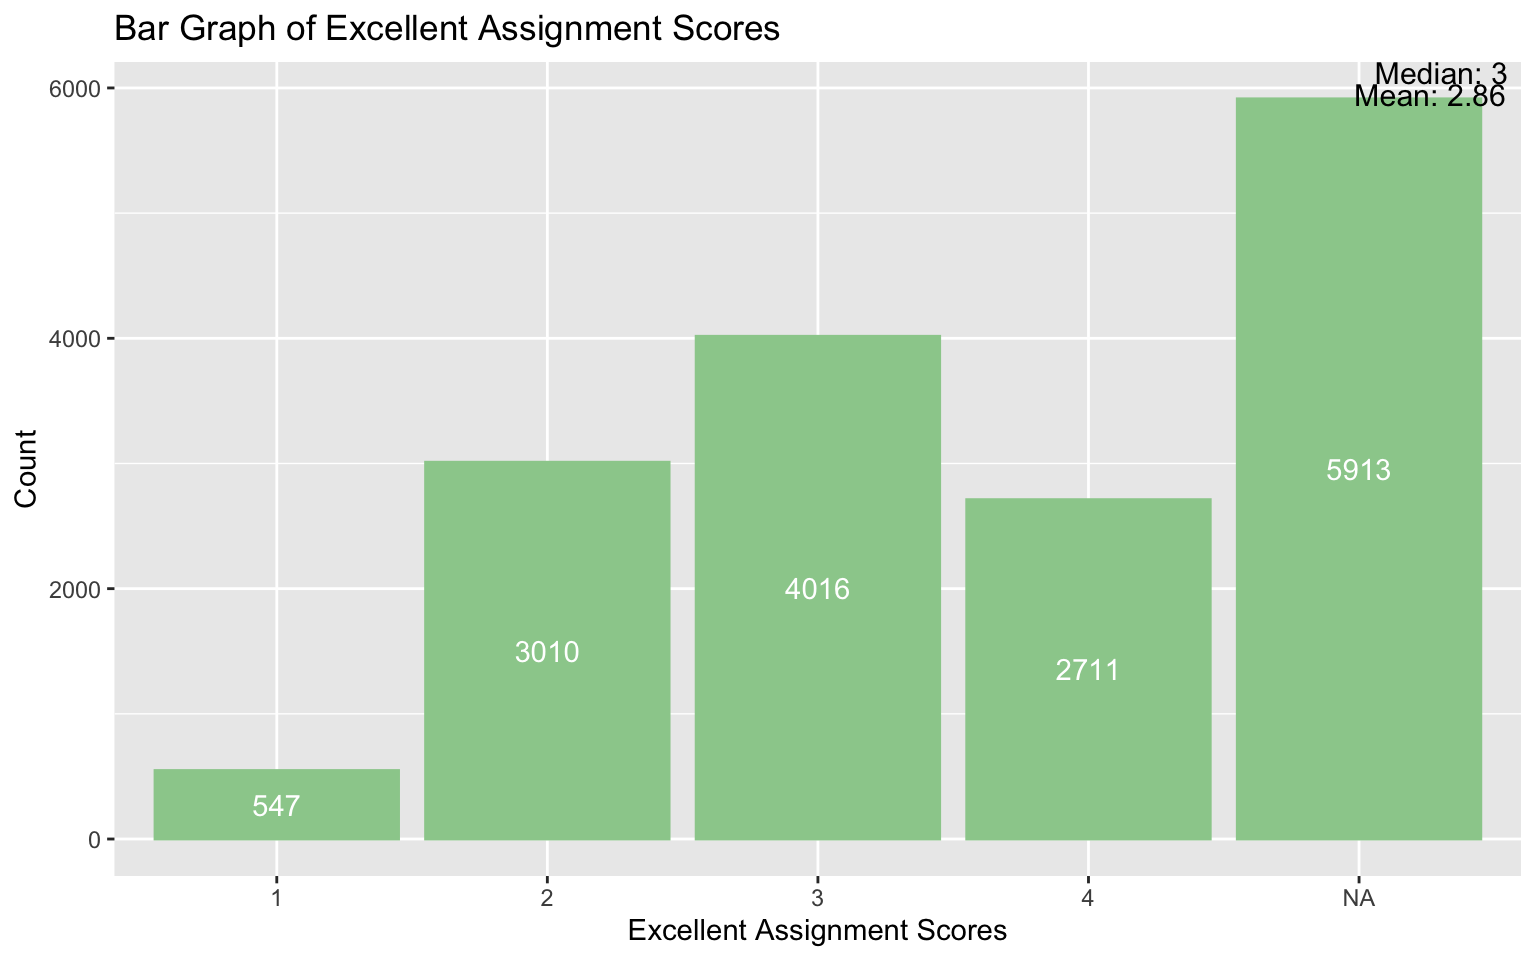 Bar Graph of Excellent Assignment Scores
Median: 3
Mean: 2.86
6000
4000
2000
0
Count
547
3010
4016
2711
5913
1 2 3 4 NA
Excellent Assignment Scores